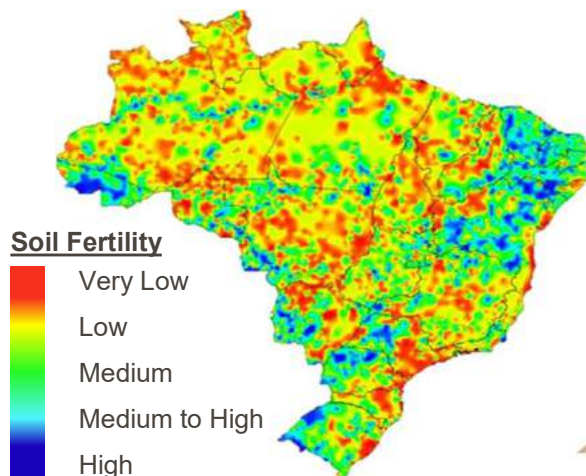 Soil Fertility
Very Low
Low
Medium
Medium to High
High